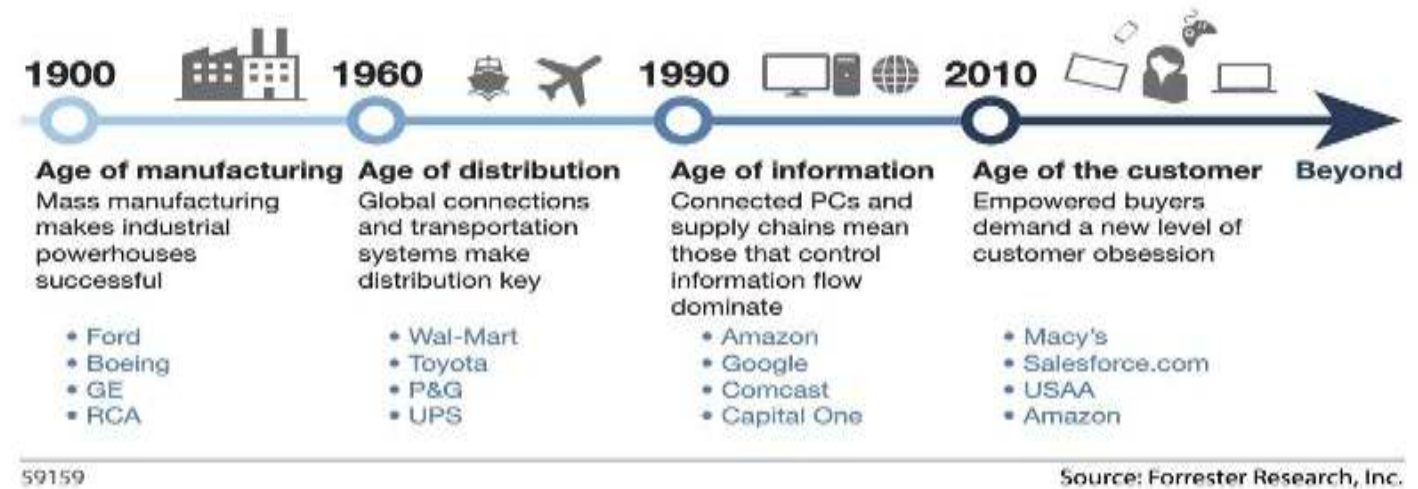 1900
1960
1990
2010
Age of manufacturing
Mass manufacturing
makes industrial
powerhouses
successful
• Ford
• Boeing
• GE
• RCA
Age of distribution
Global connections
and transportation
systems make
distribution key
• Wal-Mart
• Toyota
• P&G
• UPS
Age of information
Connected PCs and
supply chains mean
those that control
information flow
dominate
• Amazon
• Google
• Comcast
• Capital One
Age of the customer
Empowered buyers
demand a new level of
customer obsession
• Macy's
• Salesforce.com
• USAA
• Amazon
Beyond
59159
Source: Forrester Research, Inc.